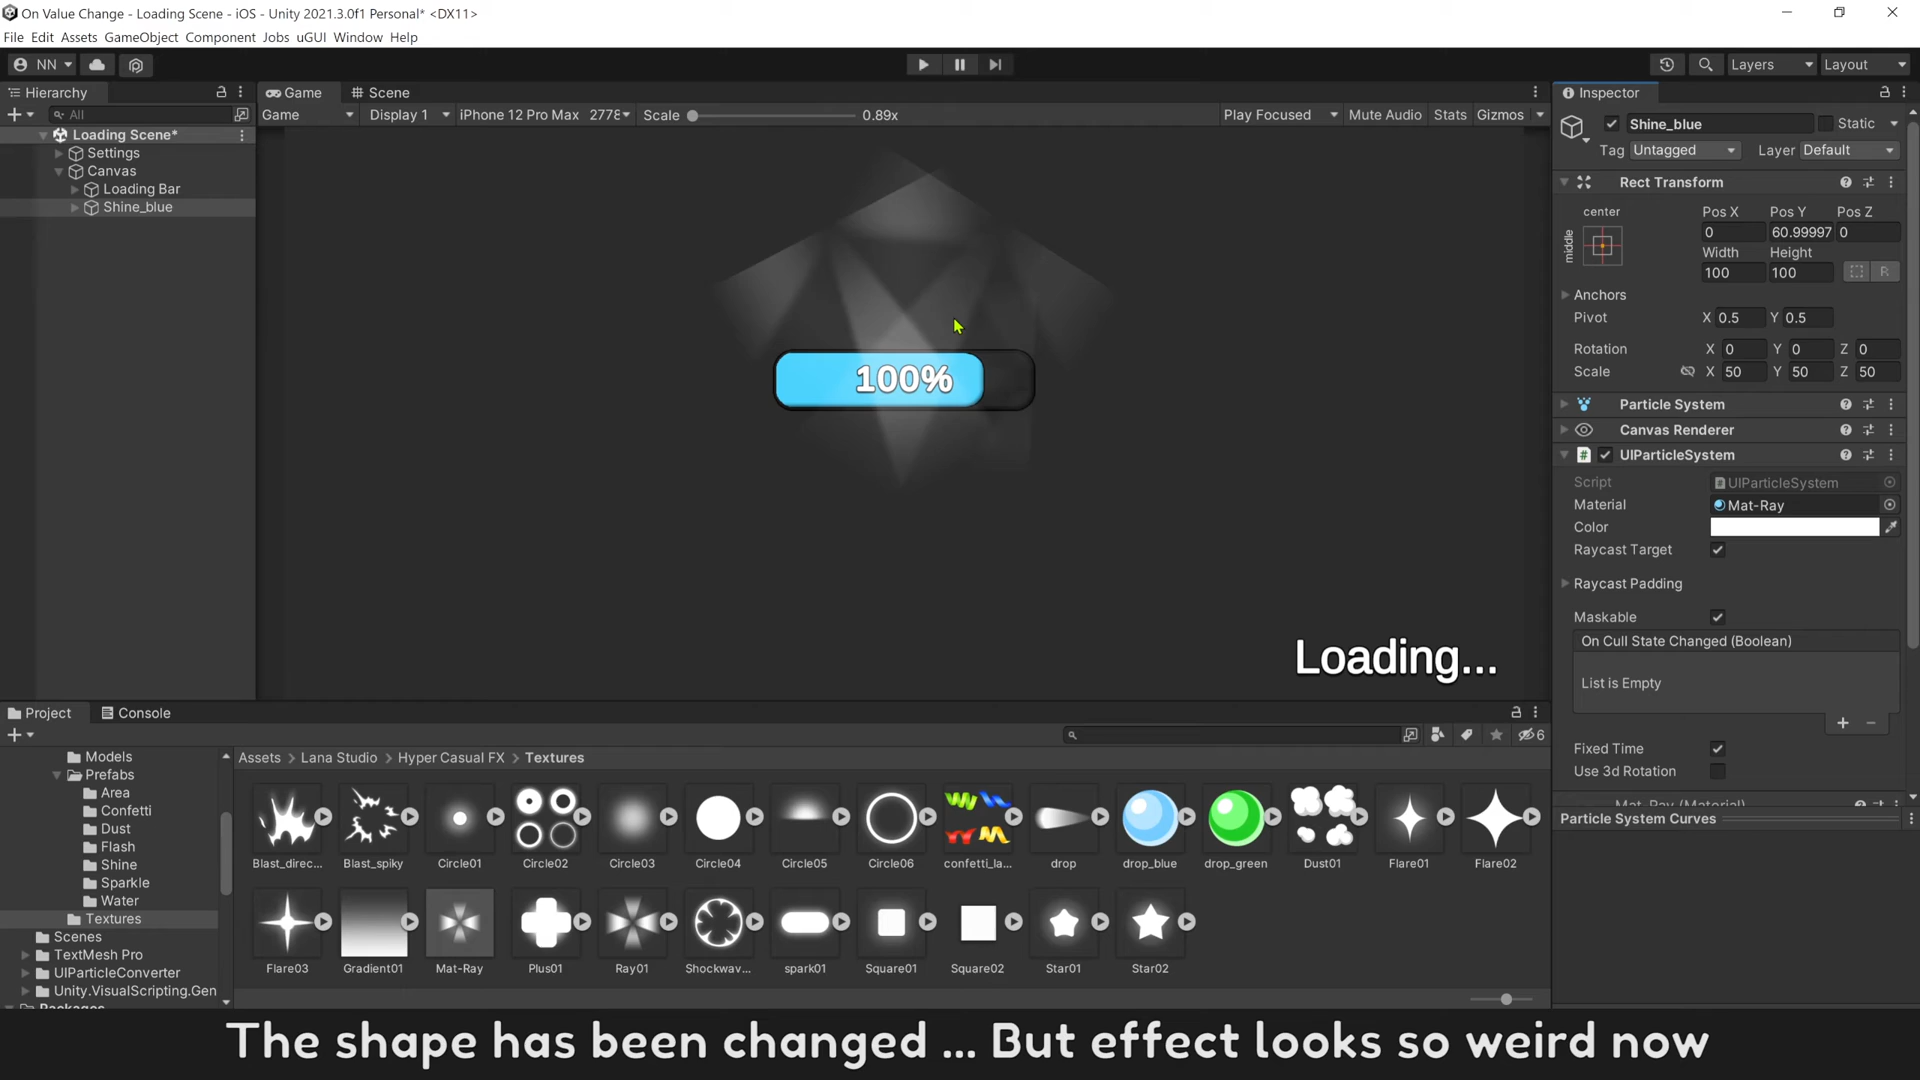 On Value Change - Loading Scene - iOS - Unity 2021.3.0f1 Personal* <DX11>
File Edit Assets GameObject Component Jobs uGUI Window Help
NN
Layers
Layout
Hierarchy
All
Loading Scene*
Settings
Canvas
Loading Bar
Shine_blue
Game
Scene
Game
Display 1
iPhone 12 Pro Max 2778
Scale
0.89x
Play Focused
Mute Audio
Stats
Gizmos
100%
Loading...
Inspector
Shine_blue
Static
Tag Untagged
Layer Default
Rect Transform
center
middle
Pos X Pos Y Pos Z
0 60.99997 0
Width Height
100 100
R
Anchors
Pivot X 0.5 Y 0.5
Rotation X 0 Y 0 Z 0
Scale X 50 Y 50 Z 50
Particle System
Canvas Renderer
UIParticleSystem
Script UIParticleSystem
Material Mat-Ray
Color
Raycast Target
Raycast Padding
Maskable
On Cull State Changed (Boolean)
List is Empty
Fixed Time
Use 3d Rotation
Mat-Ray (Material)
Particle System Curves
Project
Console
6
Models
Prefabs
Area
Confetti
Dust
Flash
Shine
Sparkle
Water
Textures
Scenes
TextMesh Pro
UIParticleConverter
Unity.VisualScripting.Gen
Packages
Assets > Lana Studio > Hyper Casual FX > Textures
Blast_direc... Blast_spiky Circle01 Circle02 Circle03 Circle04 Circle05 Circle06 confetti_la... drop drop_blue drop_green Dust01 Flare01 Flare02
Flare03 Gradient01 Mat-Ray Plus01 Ray01 Shockwav... spark01 Square01 Square02 Star01 Star02
The shape has been changed ... But effect looks so weird now